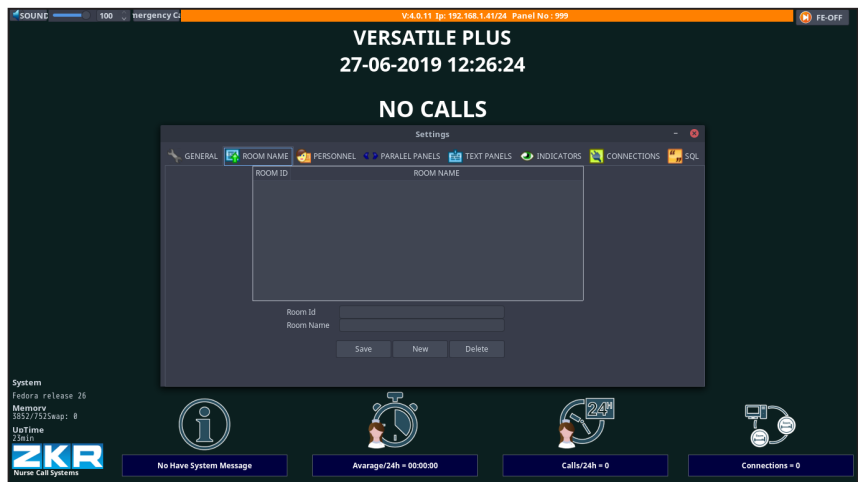 SOUND 100 mergency Ca V:4.0.11 Ip: 192.168.1.41/24 Panel No : 999 FE-OFF
VERSATILE PLUS
27-06-2019 12:26:24
NO CALLS
Settings
GENERAL ROOM NAME PERSONNEL PARALEL PANELS TEXT PANELS INDICATORS CONNECTIONS SQL
ROOM ID ROOM NAME
Room Id
Room Name
Save New Delete
System
Fedora release 26
Memory
3852/752Swap: 0
UpTime
23min
24H
ZKR
Nurse Call Systems
No Have System Message Avarage/24h = 00:00:00 Calls/24h = 0 Connections = 0